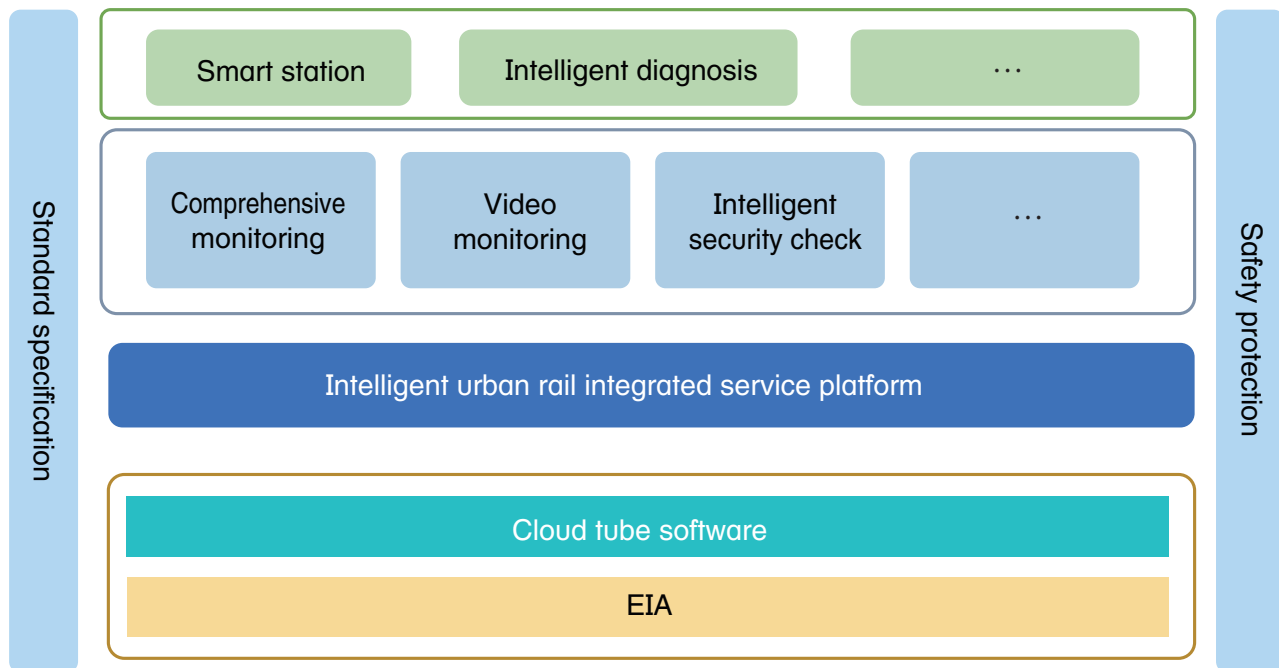 Smart station
Intelligent diagnosis
...
Comprehensive
monitoring
Video
monitoring
Intelligent
security check
...
Standard specification
Safety protection
Intelligent urban rail integrated service platform
Cloud tube software
EIA